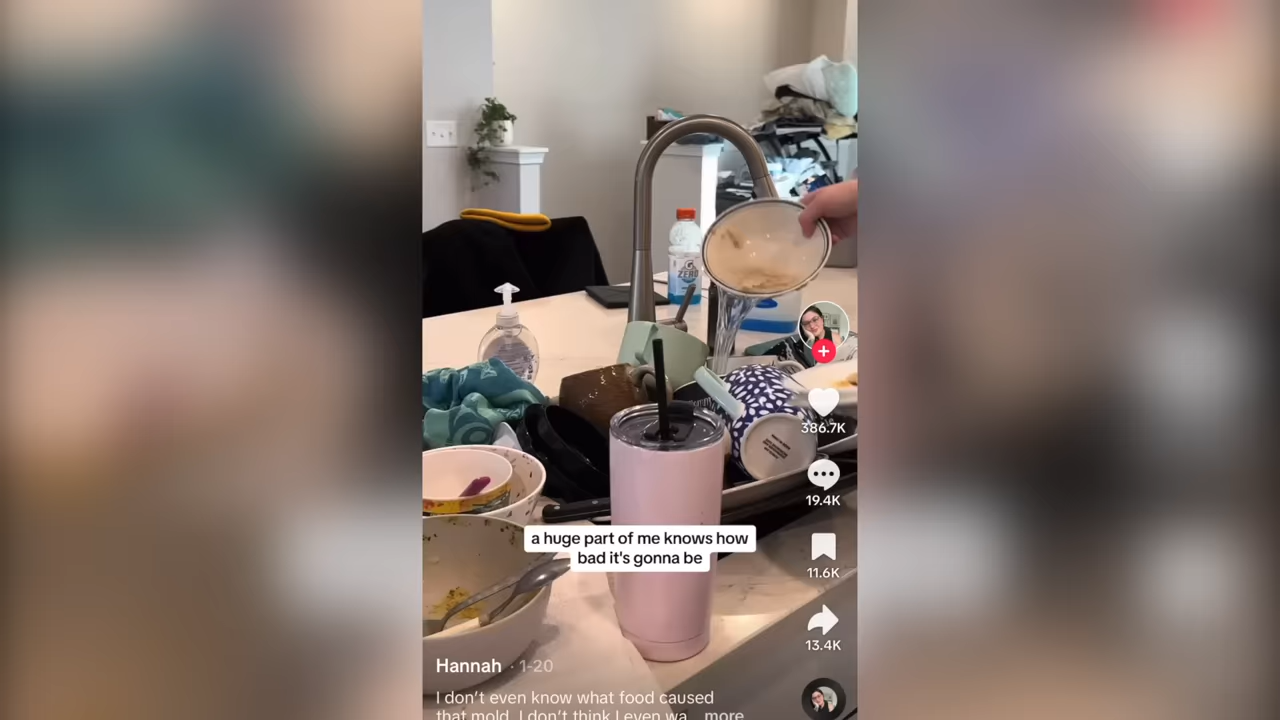 G
ZERO
386.7K
19.4K
a huge part of me knows how
bad it's gonna be
11.6K
13.4K
Hannah · 1-20
I don't even know what food caused
that mold. I don't think I even wa... more